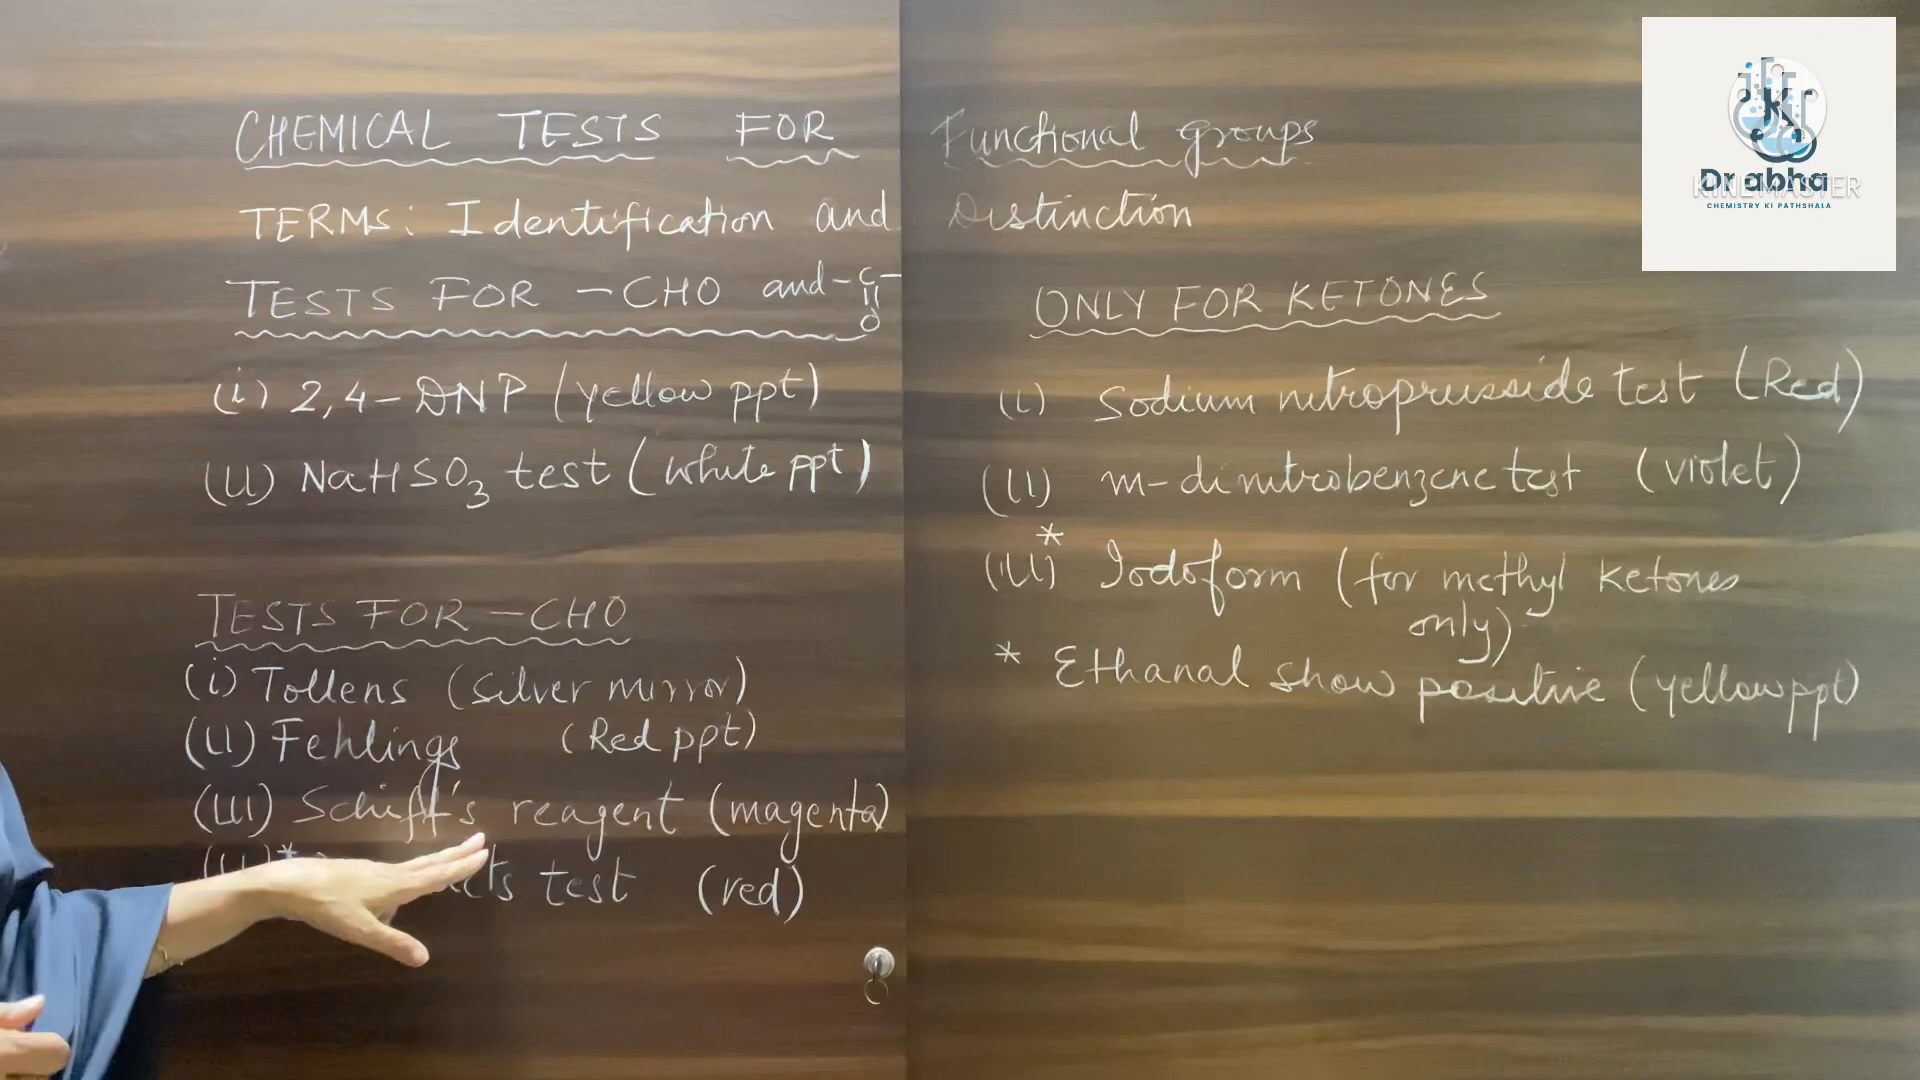 CHEMICAL TESTS FOR Functional groups
TERMS: Identification and Distinction
TESTS FOR -CHO and -C-
||
O
(i) 2,4-DNP (yellow ppt)
(ii) NaHSO3 test (white ppt)
TESTS FOR -CHO
(i) Tollens (Silver mirror)
(ii) Fehlings (Red ppt)
(iii) Schiff's reagent (magenta)
test (red)
ONLY FOR KETONES
(i) Sodium nitroprusside test (Red)
(ii) m-dinitrobenzene test (violet)
*
(iii) Iodoform (for methyl ketones
only)
* Ethanal show positive (yellow ppt)
Dr abha
KINEMASTER
CHEMISTRY KI PATHSHALA